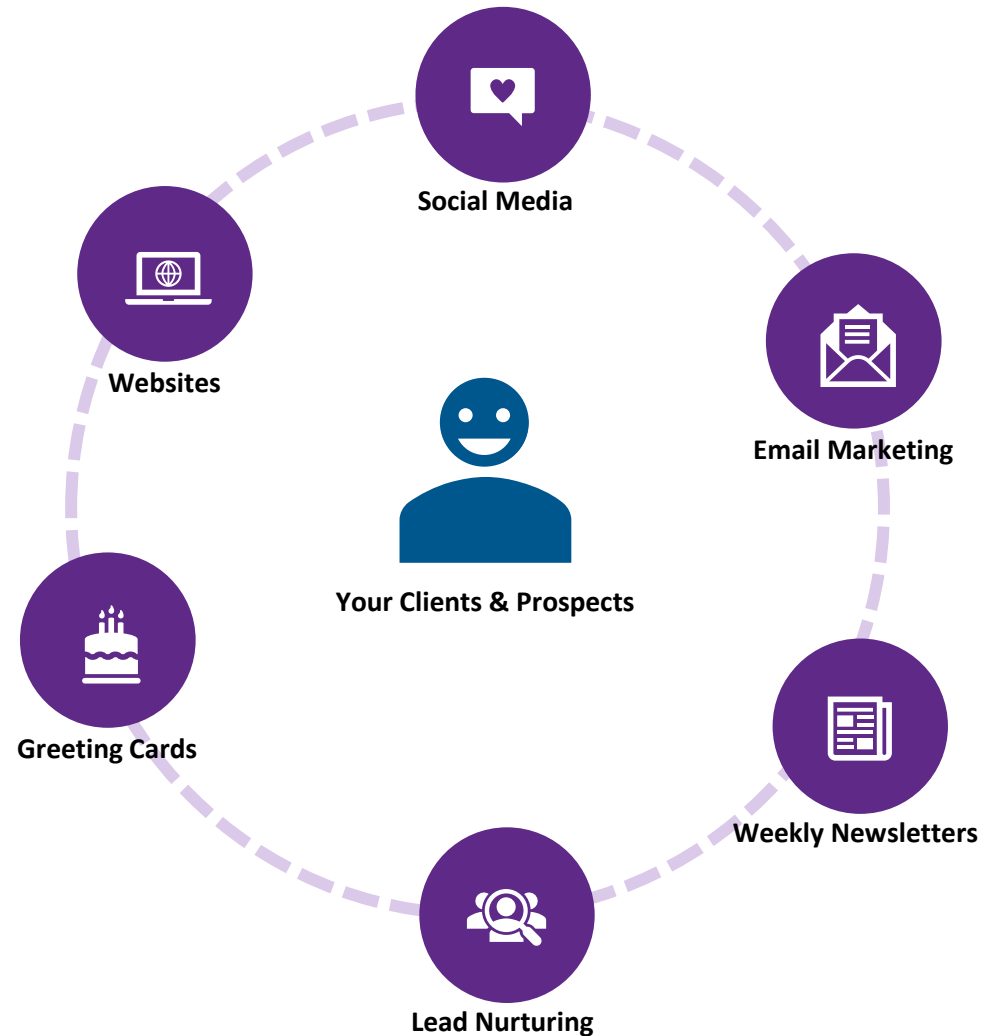 Social Media
Websites
Email Marketing
Your Clients & Prospects
Greeting Cards
Weekly Newsletters
Lead Nurturing